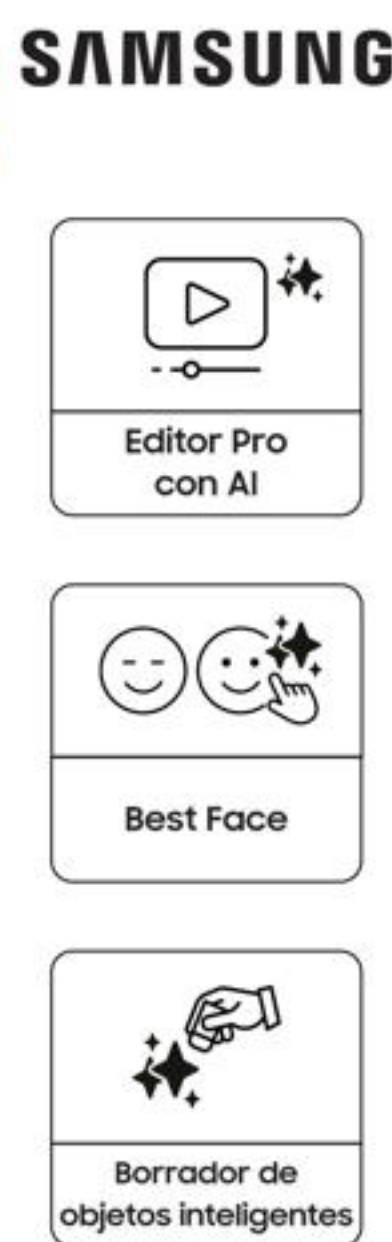 SAMSUNG
Editor Pro
con AI
Best Face
Borrador de
objetos inteligentes